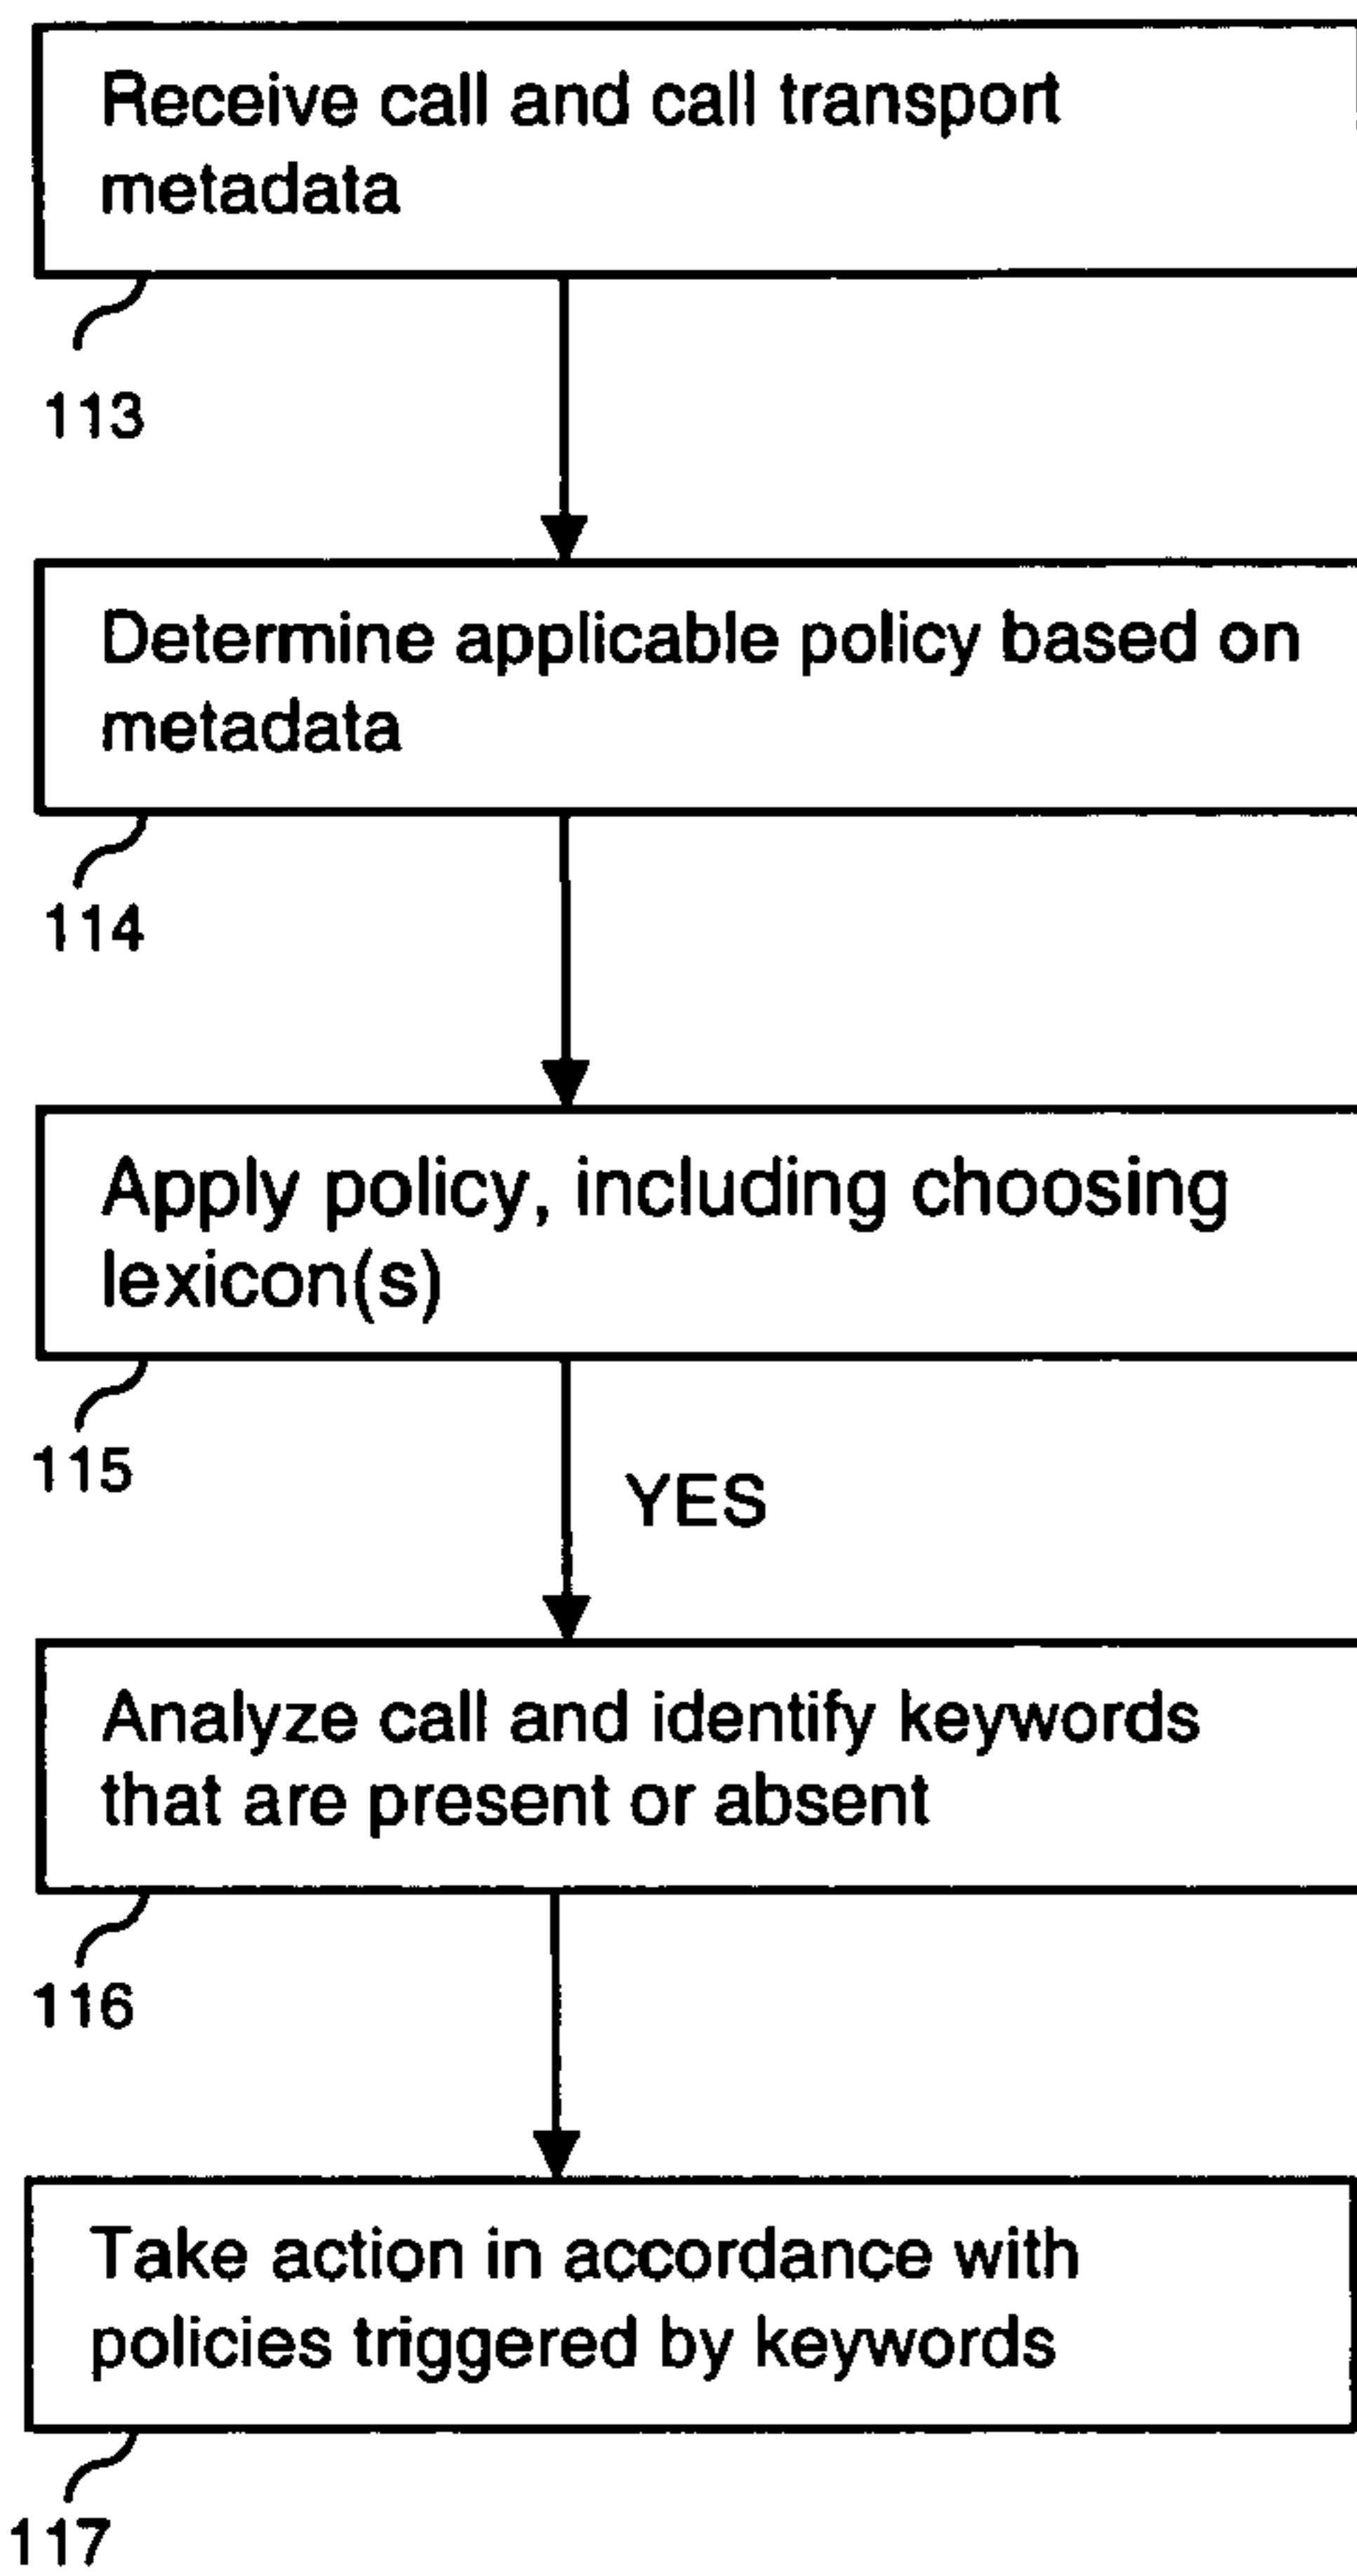 Receive call and call transport
metadata
113
Determine applicable policy based on
metadata
114
Apply policy, including choosing
lexicon(s)
115
YES
Analyze call and identify keywords
that are present or absent
116
Take action in accordance with
policies triggered by keywords
117